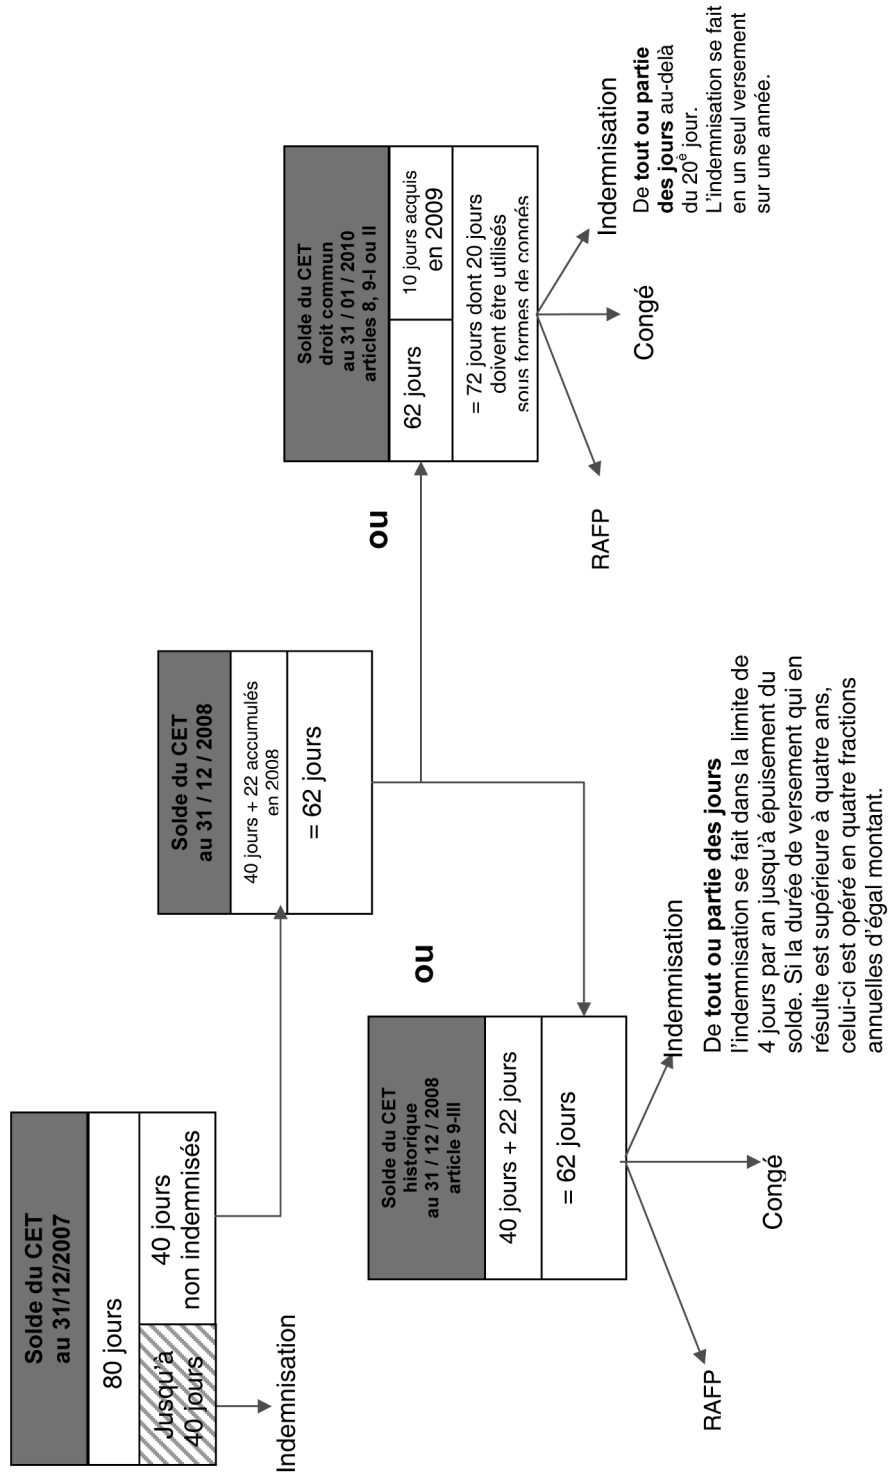 Solde du CET
au 31/12/2007
80 jours
Jusqu'à
40 jours
40 jours
non indemnisés
Indemnisation
Solde du CET
au 31 / 12 / 2008
40 jours + 22 accumulés
en 2008
= 62 jours
ou
Solde du CET
droit commun
au 31 / 01 / 2010
articles 8, 9-I ou II
62 jours
10 jours acquis
en 2009
= 72 jours dont 20 jours
doivent être utilisés
sous formes de congés
RAFP
Congé
Indemnisation
De tout ou partie
des jours au-delà
du 20è jour.
L'indemnisation se fait
en un seul versement
sur une année.
ou
Solde du CET
historique
au 31 / 12 / 2008
article 9-III
40 jours + 22 jours
= 62 jours
RAFP
Congé
Indemnisation
De tout ou partie des jours
l'indemnisation se fait dans la limite de
4 jours par an jusqu'à épuisement du
solde. Si la durée de versement qui en
résulte est supérieure à quatre ans,
celui-ci est opéré en quatre fractions
annuelles d'égal montant.